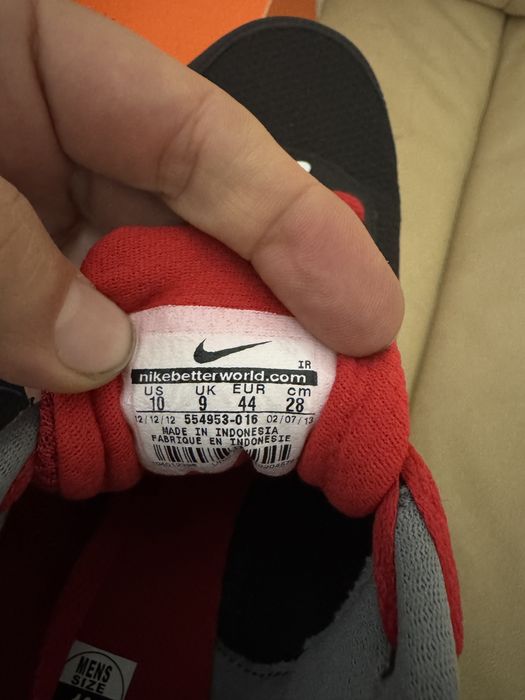 IR
nikebetterworld.com
US UK EUR cm
10 9 44 28
12/12/12 554953-016 02/07/13
MADE IN INDONESIA
FABRIQUE EN INDONESIE
MENS
SIZE